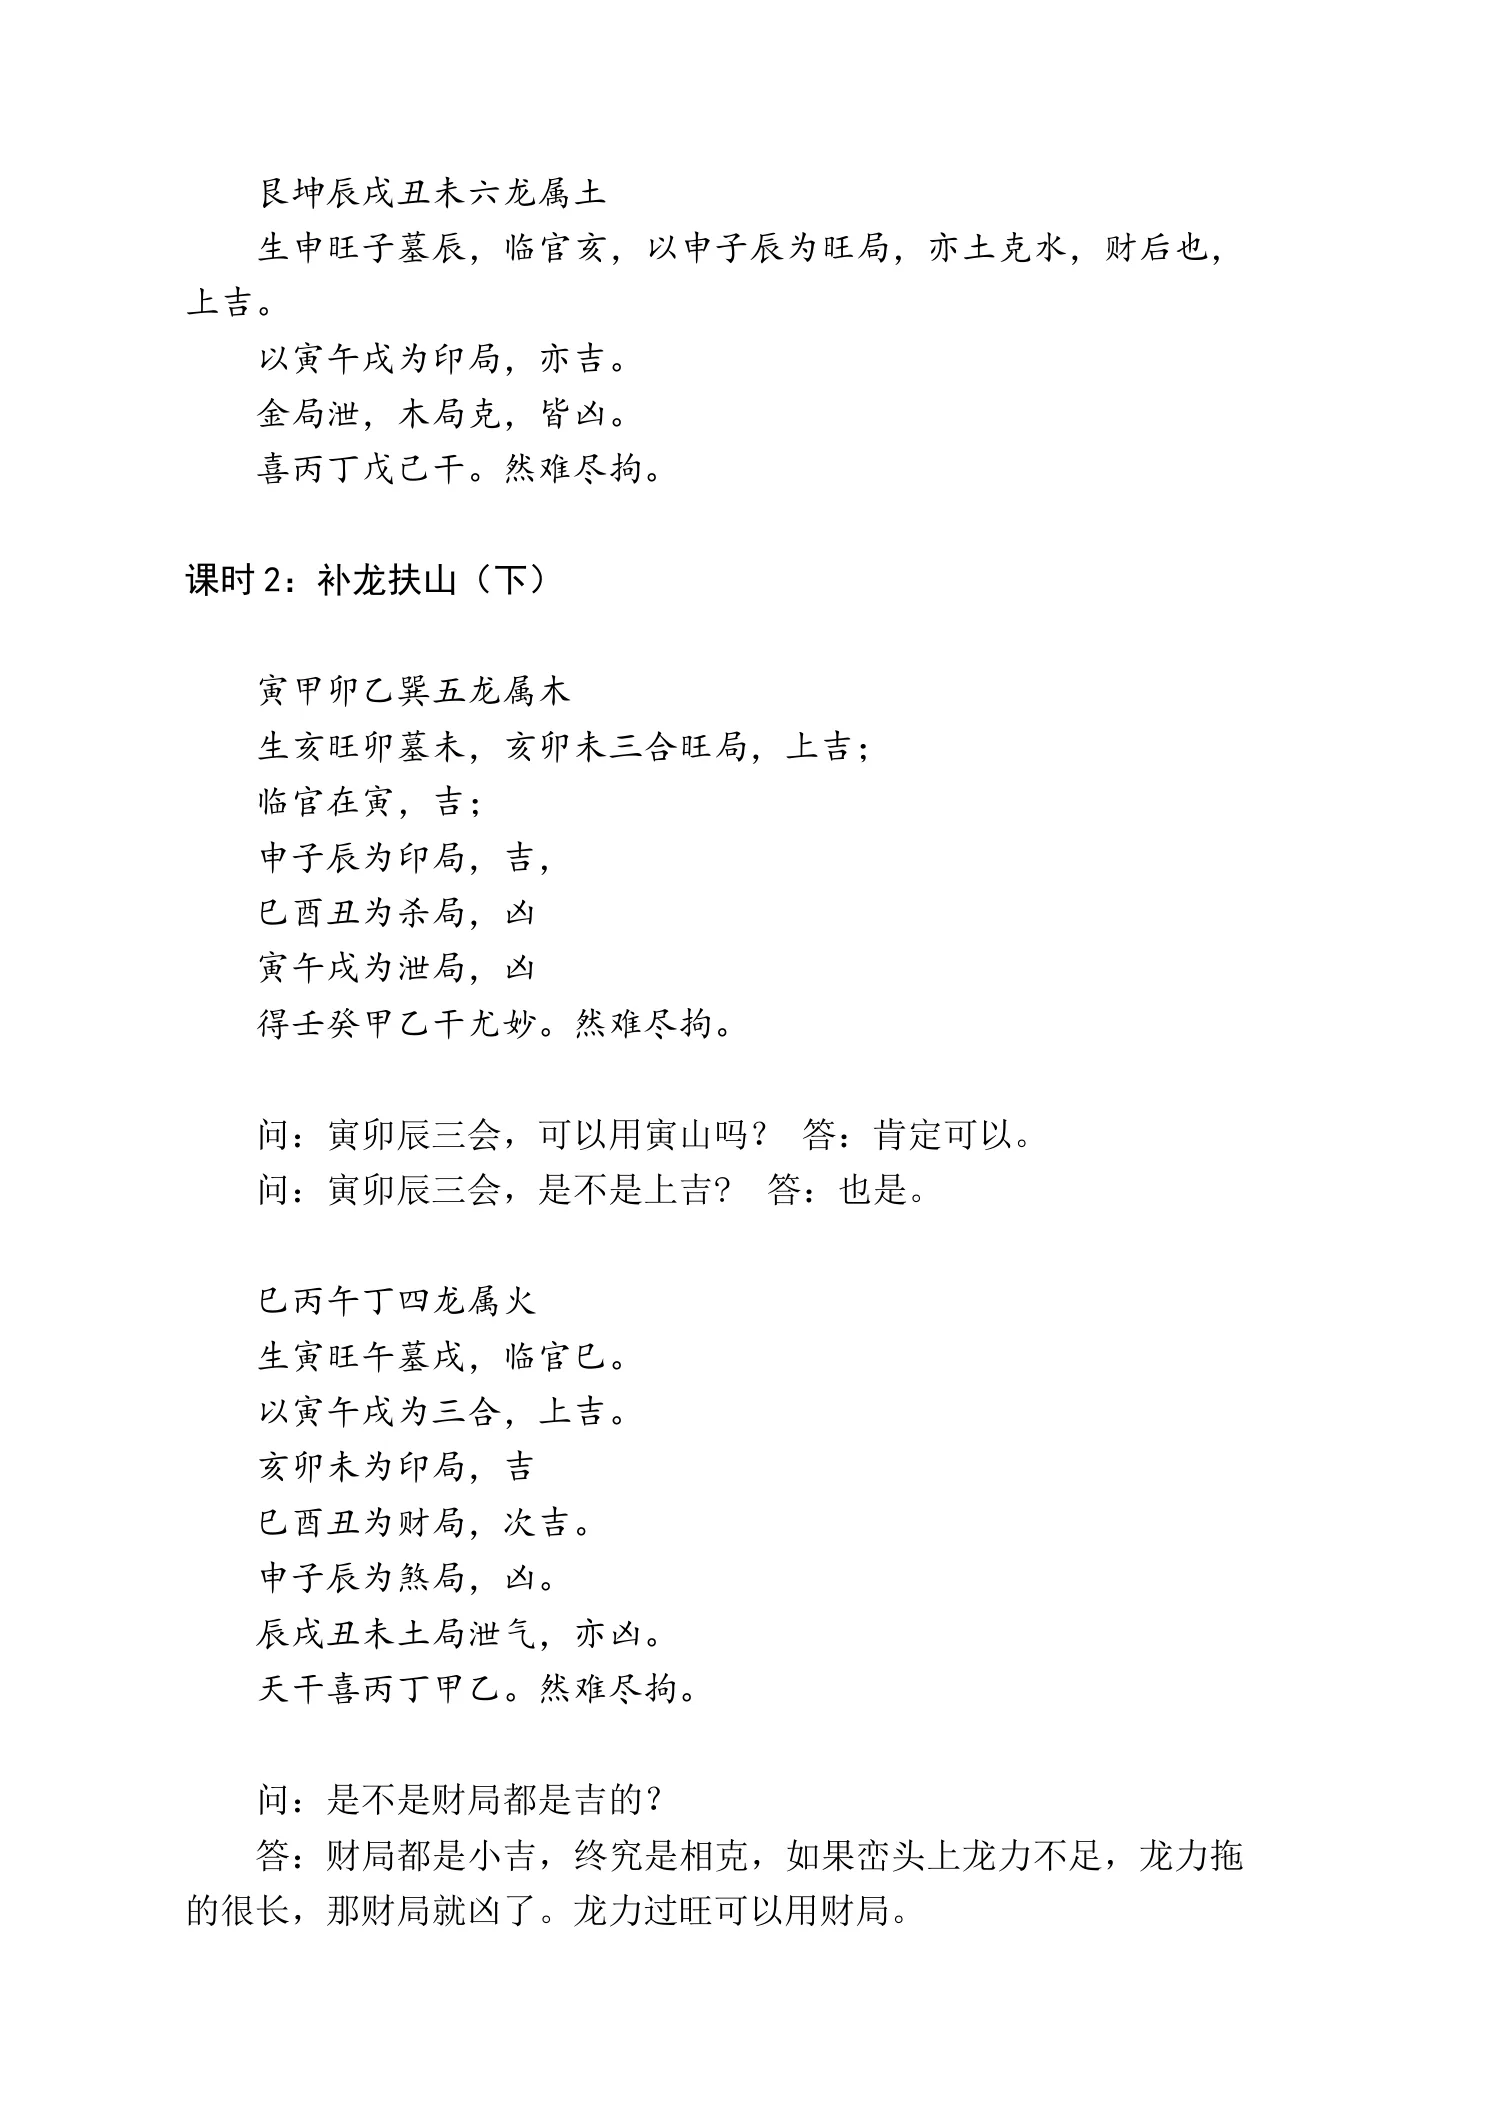 艮坤辰戌丑未六龙属土
生申旺子墓辰，临官亥，以申子辰为旺局，亦土克水，财后也，
上吉。
以寅午戌为印局，亦吉。
金局泄，木局克，皆凶。
喜丙丁戊己干。然难尽拘。
课时 2：补龙扶山（下）
寅甲卯乙巽五龙属木
生亥旺卯墓未，亥卯未三合旺局，上吉；
临官在寅，吉；
申子辰为印局，吉，
巳酉丑为杀局，凶
寅午戌为泄局，凶
得壬癸甲乙干尤妙。然难尽拘。
问：寅卯辰三会，可以用寅山吗？ 答：肯定可以。
问：寅卯辰三会，是不是上吉？ 答：也是。
巳丙午丁四龙属火
生寅旺午墓戌，临官巳。
以寅午戌为三合，上吉。
亥卯未为印局，吉
巳酉丑为财局，次吉。
申子辰为煞局，凶。
辰戌丑未土局泄气，亦凶。
天干喜丙丁甲乙。然难尽拘。
问：是不是财局都是吉的？
答：财局都是小吉，终究是相克，如果峦头上龙力不足，龙力拖
的很长，那财局就凶了。龙力过旺可以用财局。